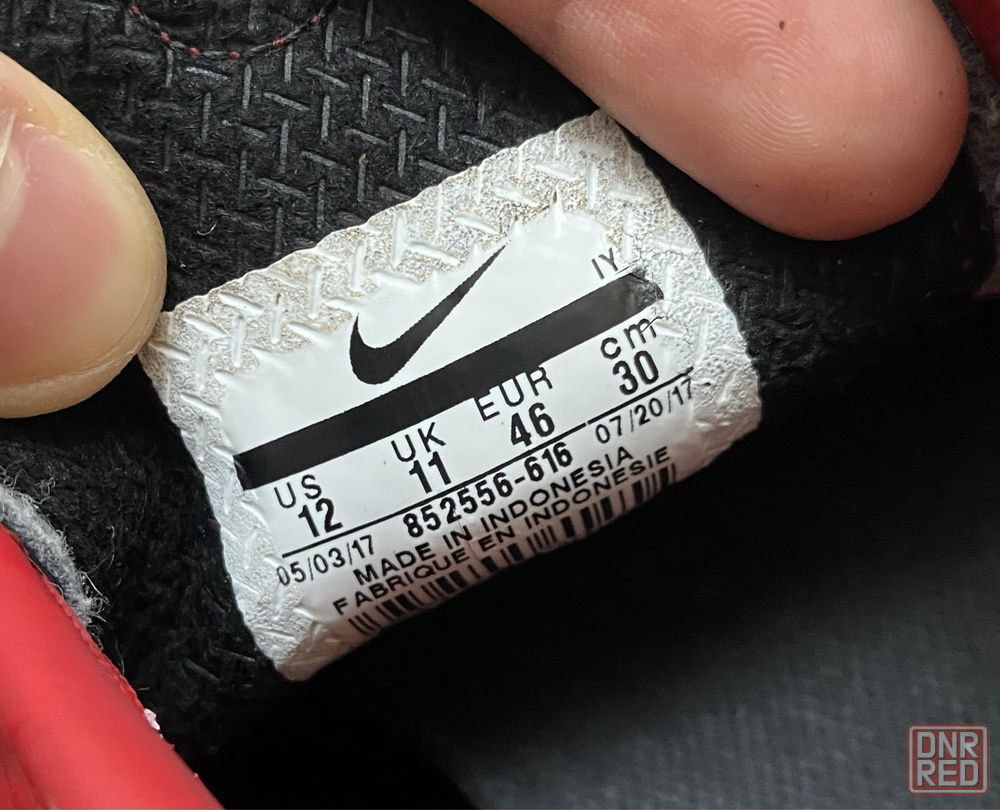 IY
US UK EUR cm
12 11 46 30
05/03/17 852556-616 07/20/17
MADE IN INDONESIA
FABRIQUE EN INDONESIE
DNR
RED